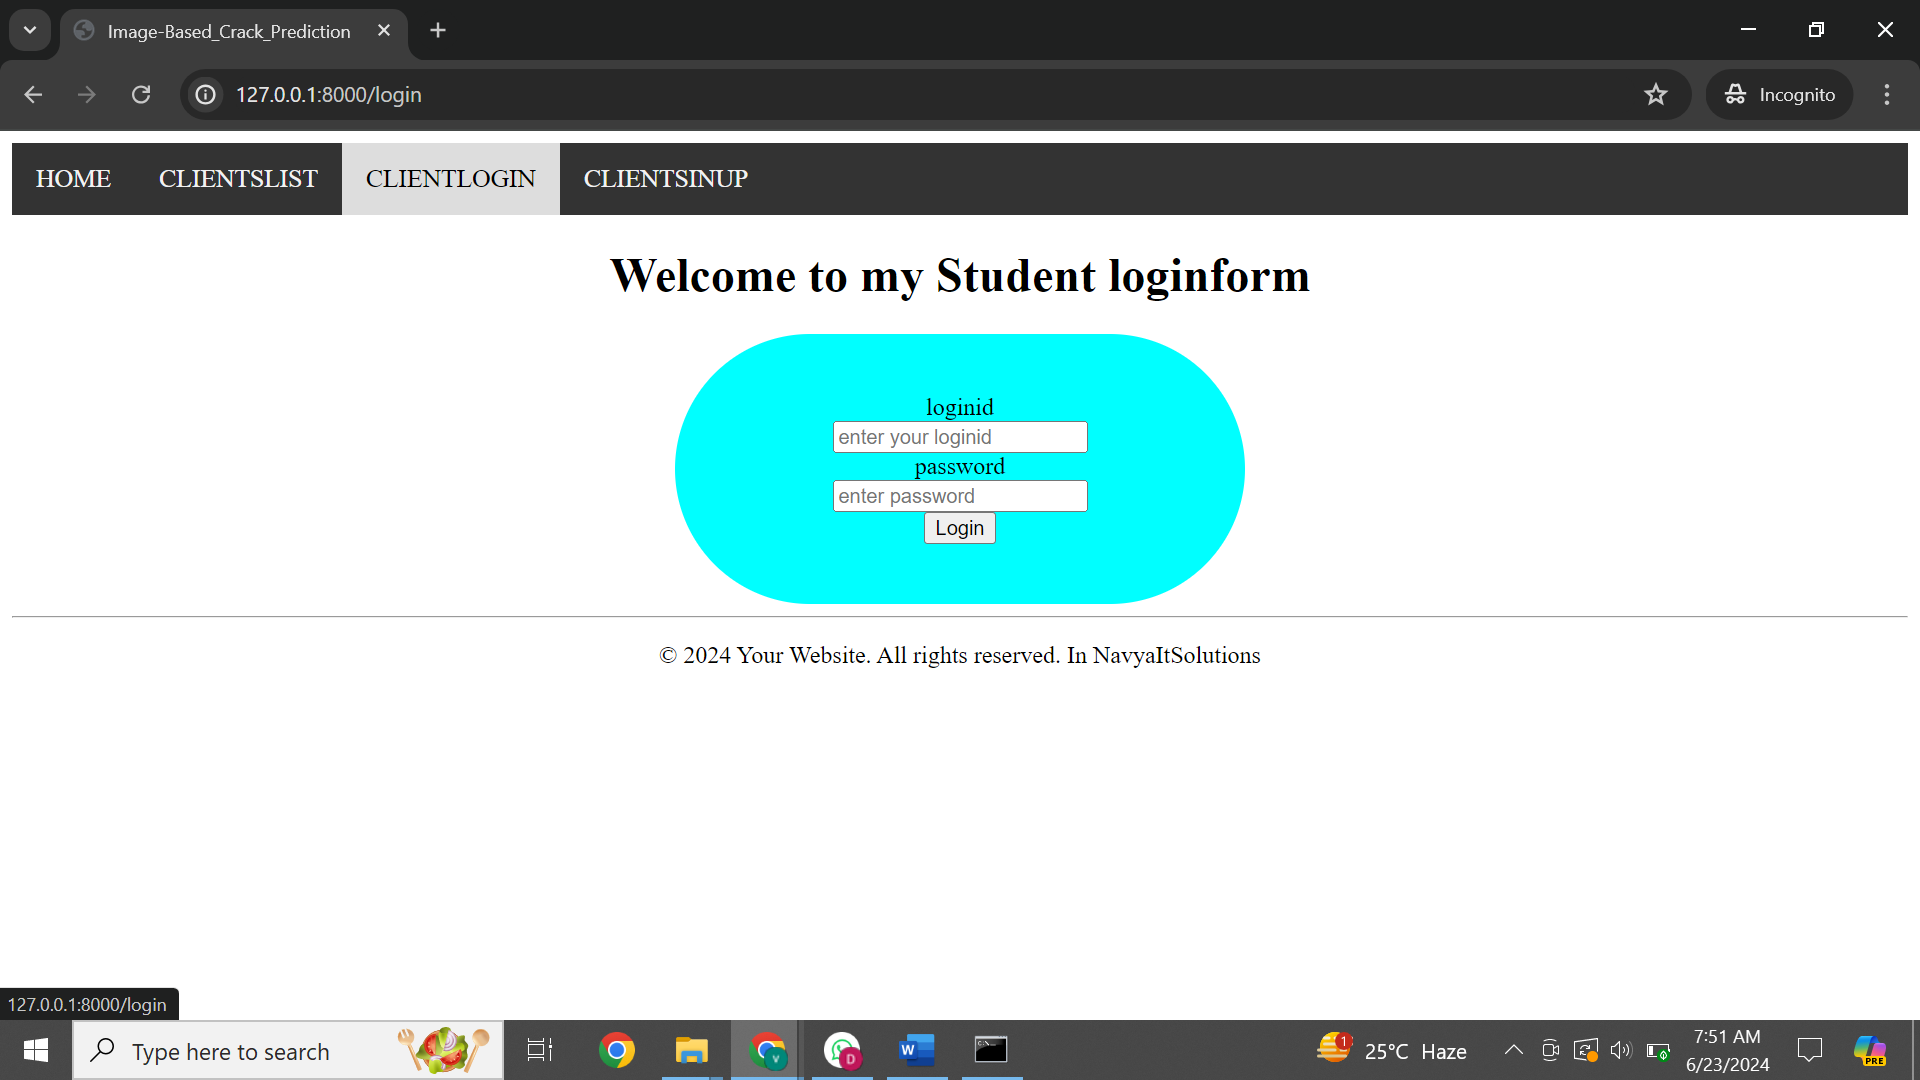 Image-Based_Crack_Prediction
127.0.0.1:8000/login
Incognito
HOME CLIENTSLIST CLIENTLOGIN CLIENTSINUP
Welcome to my Student loginform
loginid
enter your loginid
password
enter password
Login
© 2024 Your Website. All rights reserved. In NavyaItSolutions
127.0.0.1:8000/login
Type here to search
V
D
W
C:\
1
25°C Haze
7:51 AM
6/23/2024
PRE